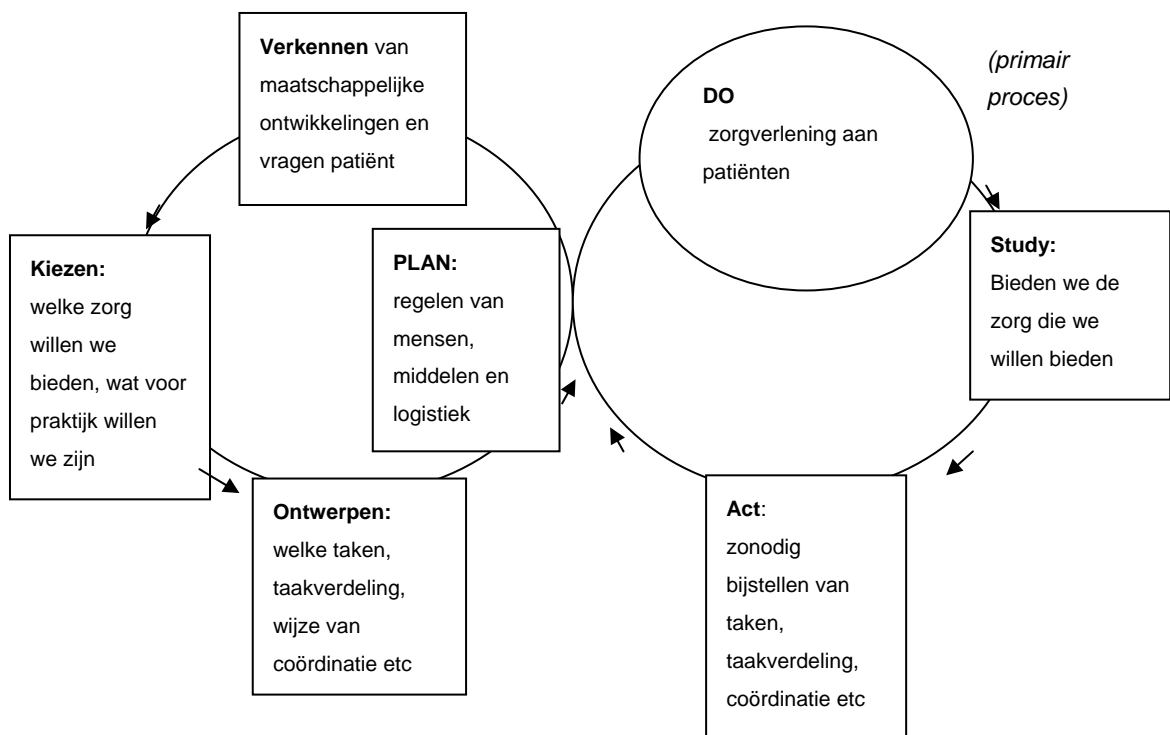 Verkennen van
maatschappelijke
ontwikkelingen en
vragen patiënt
DO
zorgverlening aan
patiënten
(primair
proces)
Kiezen:
welke zorg
willen we
bieden, wat voor
praktijk willen
we zijn
PLAN:
regelen van
mensen,
middelen en
logistiek
Study:
Bieden we de
zorg die we
willen bieden
Ontwerpen:
welke taken,
taakverdeling,
wijze van
coördinatie etc
Act:
zonodig
bijstellen van
taken,
taakverdeling,
coördinatie etc